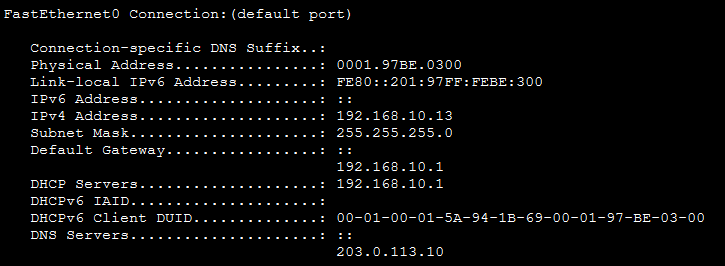 FastEthernet0 Connection:(default port)
Connection-specific DNS Suffix..:
Physical Address................: 0001.97BE.0300
Link-local IPv6 Address.........: FE80::201:97FF:FEBE:300
IPv6 Address....................: ::
IPv4 Address....................: 192.168.10.13
Subnet Mask.....................: 255.255.255.0
Default Gateway.................: ::
192.168.10.1
DHCP Servers....................: 192.168.10.1
DHCPv6 IAID.....................:
DHCPv6 Client DUID..............: 00-01-00-01-5A-94-1B-69-00-01-97-BE-03-00
DNS Servers.....................: ::
203.0.113.10